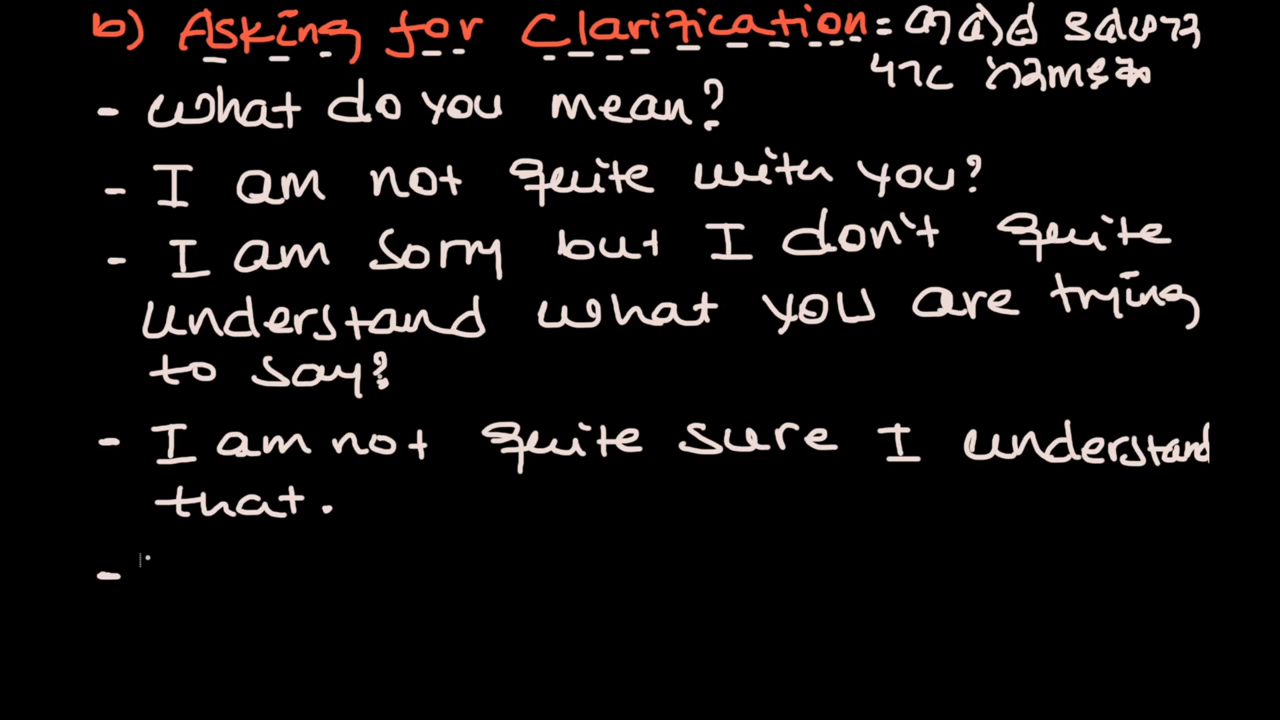 b) Asking for Clarification =
- What do you mean?
- I am not quite with you?
- I am sorry but I don't quite
understand what you are trying
to say?
- I am not quite sure I understand
that.
-